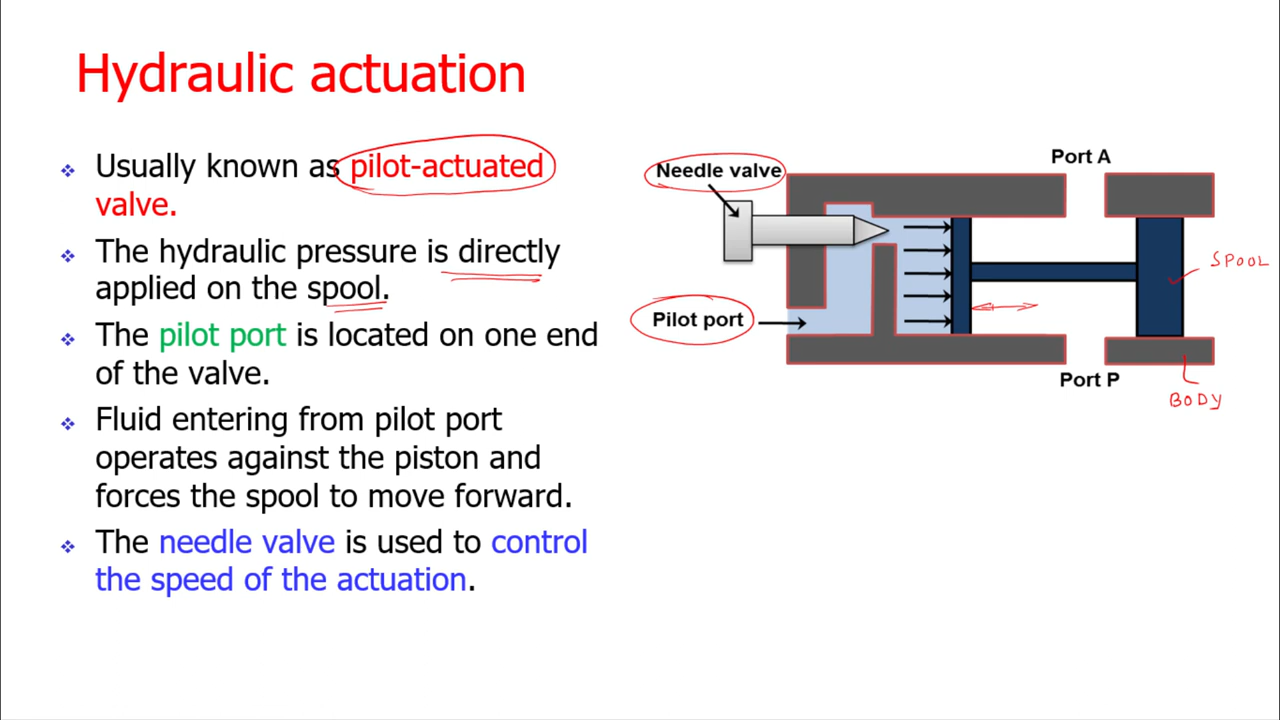 Hydraulic actuation
❖ Usually known as pilot-actuated
valve.
❖ The hydraulic pressure is directly
applied on the spool.
❖ The pilot port is located on one end
of the valve.
❖ Fluid entering from pilot port
operates against the piston and
forces the spool to move forward.
❖ The needle valve is used to control
the speed of the actuation.
Port A
Needle valve
SPOOL
Pilot port
Port P
BODY